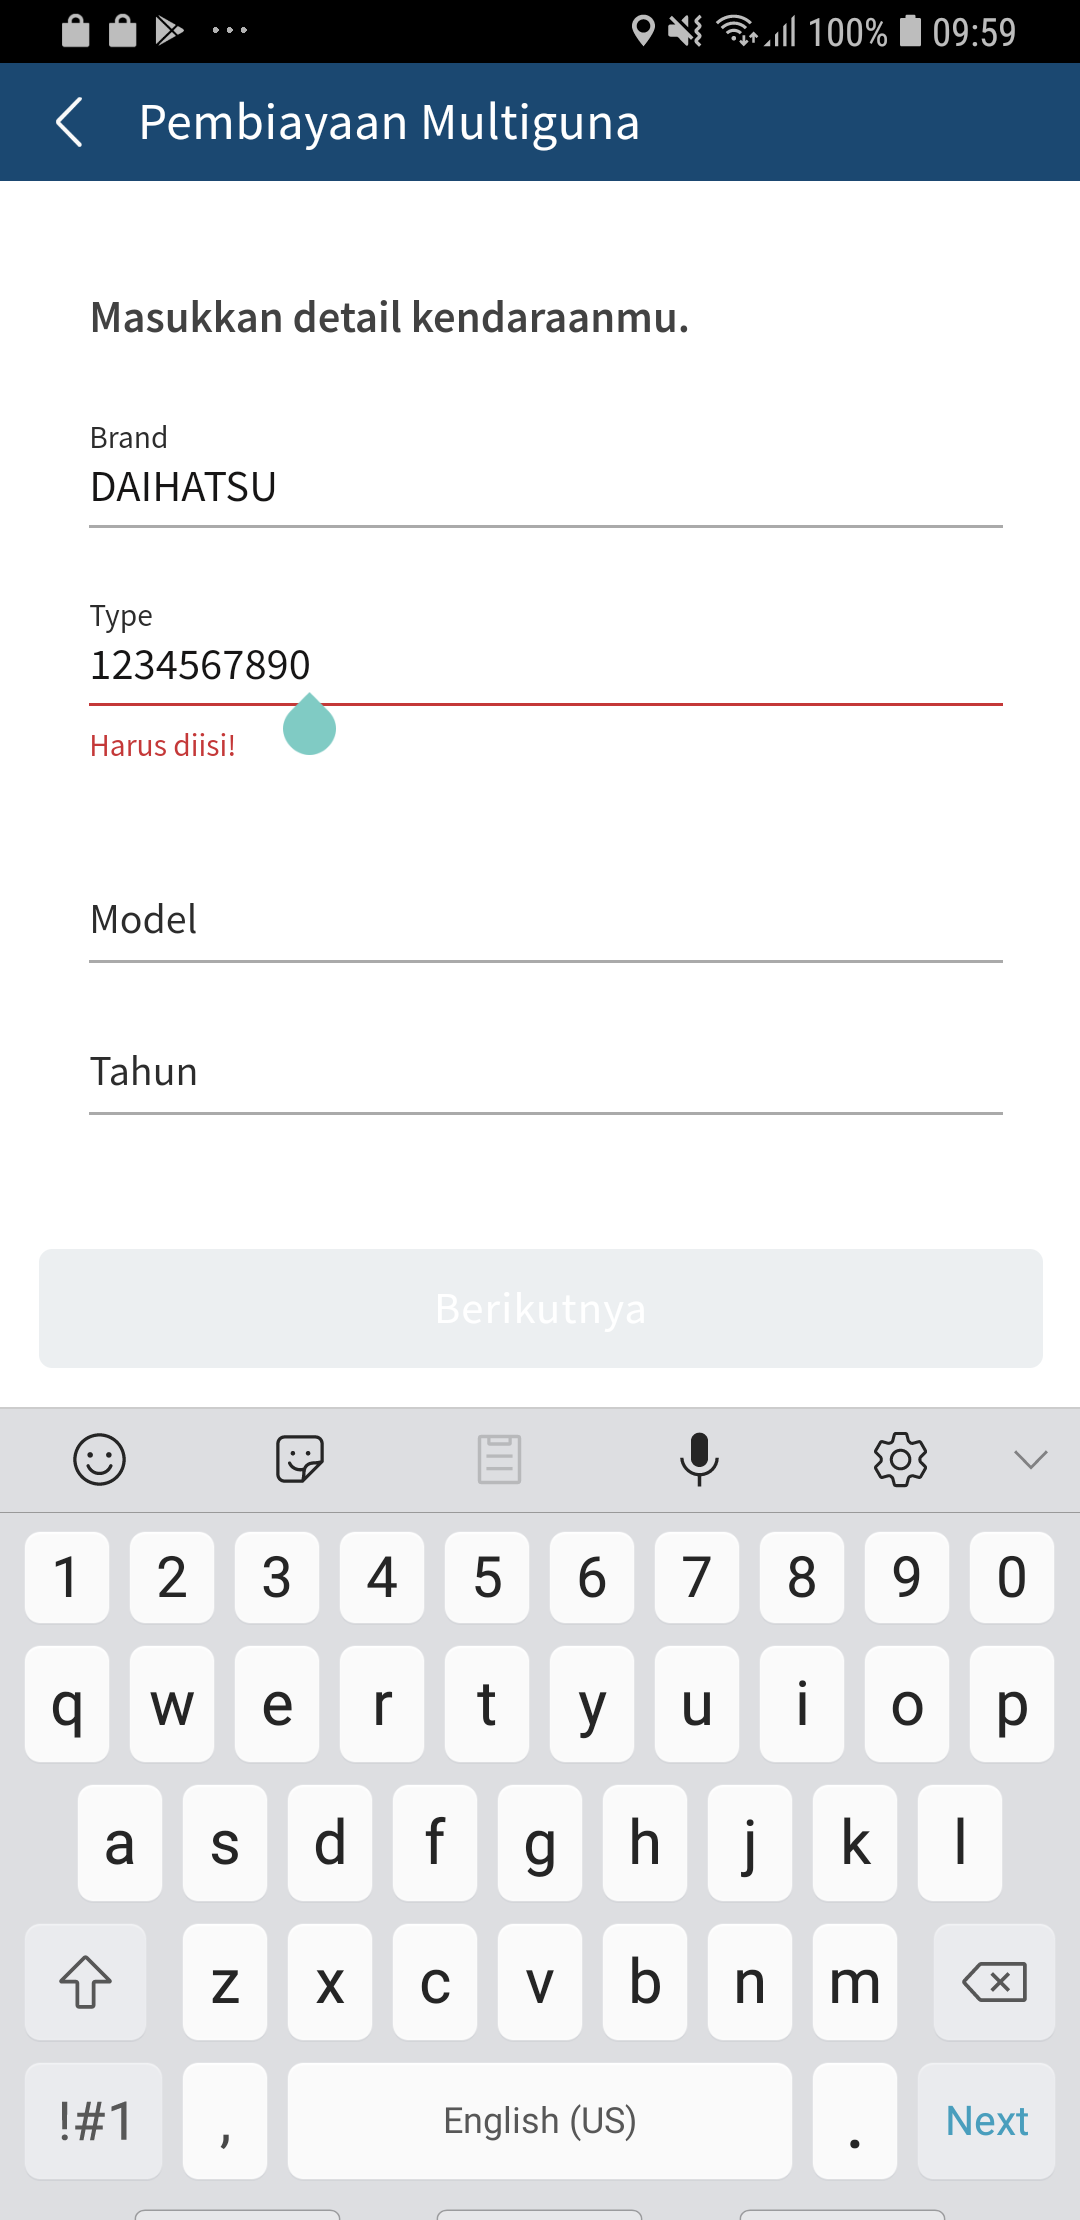 100% 09:59
Pembiayaan Multiguna
Masukkan detail kendaraanmu.
Brand
DAIHATSU
Type
1234567890
Harus diisi!
Model
Tahun
Berikutnya
1 2 3 4 5 6 7 8 9 0
q w e r t y u i o p
a s d f g h j k l
z x c v b n m
!#1 , English (US) . Next